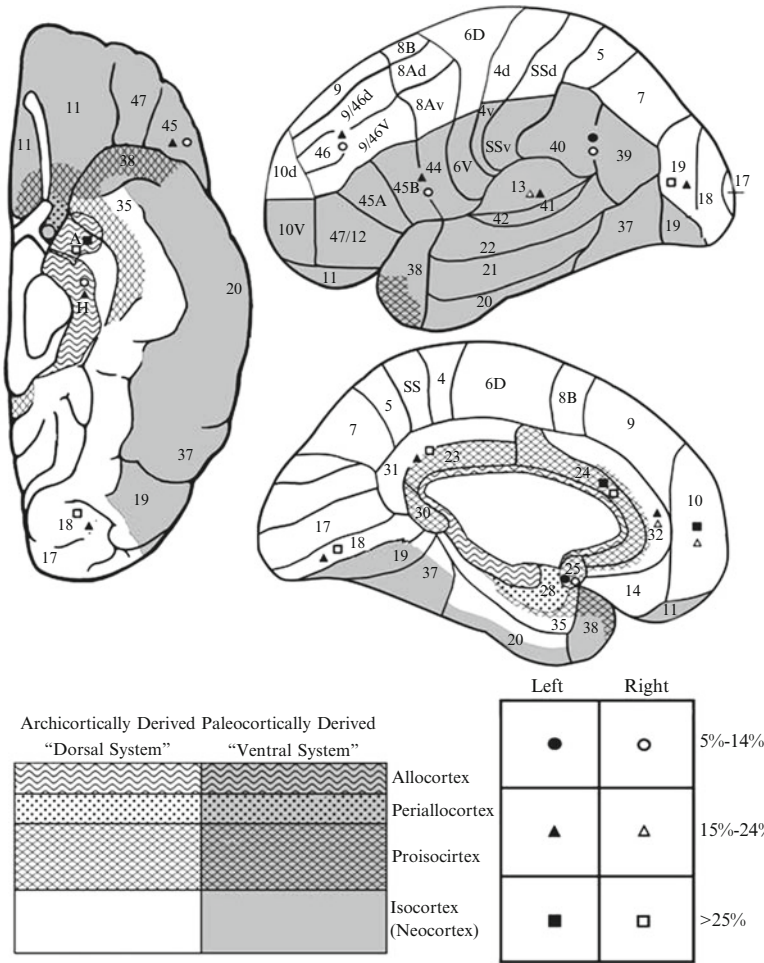 11
47
45
11
38
35
A
H
20
37
19
18
17
8B
6D
4d
SSd
5
9
8Ad
7
9/46d
8Av
4v
9/46V
46
SSv
40
39
10d
44
6V
19
17
18
45B
13
45A
41
42
10V
47/12
37
19
22
38
21
11
20
SS
4
6D
8B
5
9
7
31
23
24
10
30
17
32
18
19
25
37
28
14
11
35
38
20
Left
Right
Archicortically Derived
Paleocortically Derived
“Dorsal System”
“Ventral System”
5%-14%
Allocortex
Periallocortex
15%-24%
Proisocirtex
Isocortex
(Neocortex)
>25%